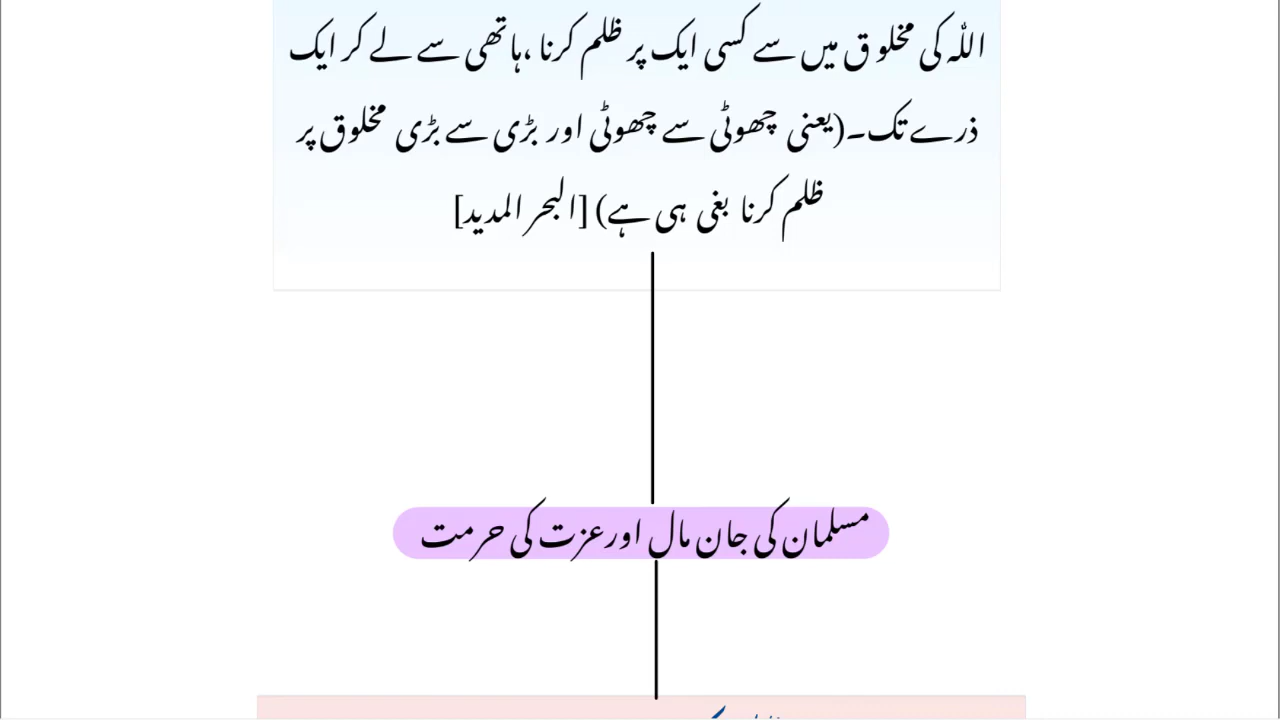 اللّٰہ کی مخلوق میں سے کسی ایک پر ظلم کرنا ،ہاتھی سے لے کر ایک
ذرے تک۔(یعنی چھوٹی سے چھوٹی اور بڑی سے بڑی مخلوق پر
ظلم کرنا بغی ہی ہے) [البحر المدید]
مسلمان کی جان مال اور عزت کی حرمت